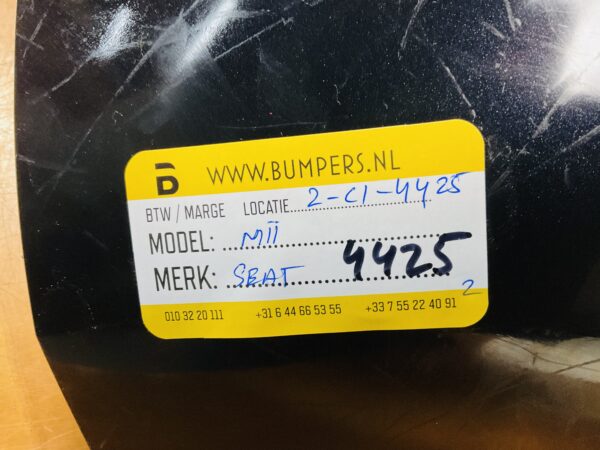 WWW.BUMPERS.NL
BTW / MARGE LOCATIE 2-C1-4425
MODEL: MII
MERK: SEAT 4425
010 32 20 111 +31 6 44 66 53 55 +33 7 55 22 40 91 2